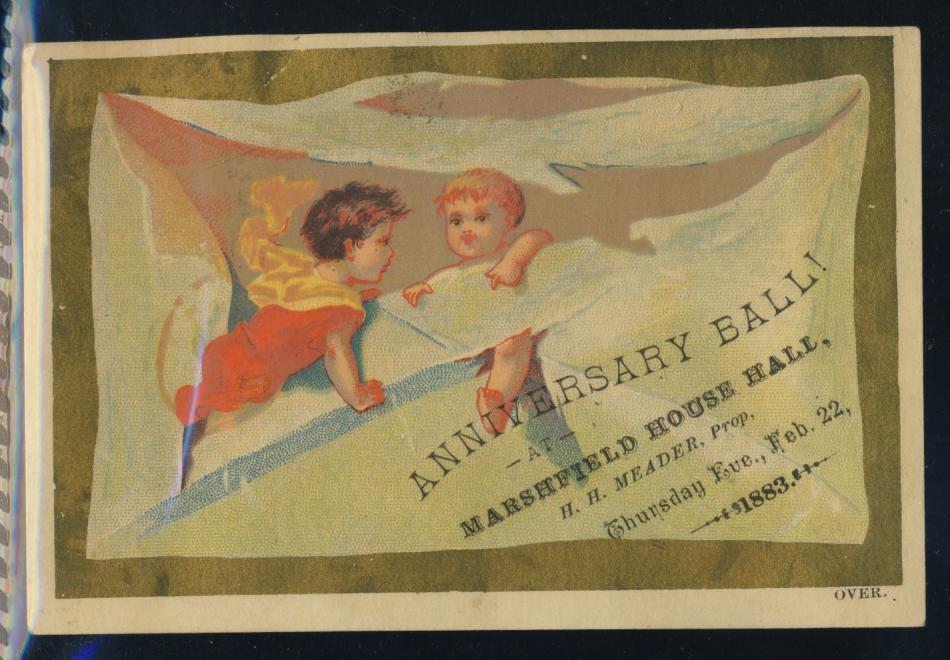 ANNIVERSARY BALL!
—AT—
MARSHFIELD HOUSE HALL,
H. H. MEADER, Prop,
Thursday Eve., Feb. 22,
1883.
OVER.